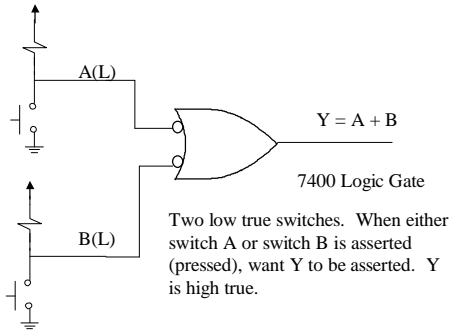 A(L)
Y = A + B
7400 Logic Gate
B(L)
Two low true switches. When either
switch A or switch B is asserted
(pressed), want Y to be asserted. Y
is high true.